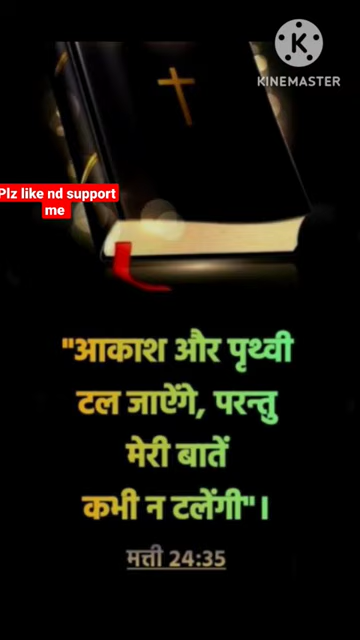 KINEMASTER
Plz like nd support
me
"आकाश और पृथ्वी
टल जाऐंगे, परन्तु
मेरी बातें
कभी न टलेंगी"।
मत्ती 24:35